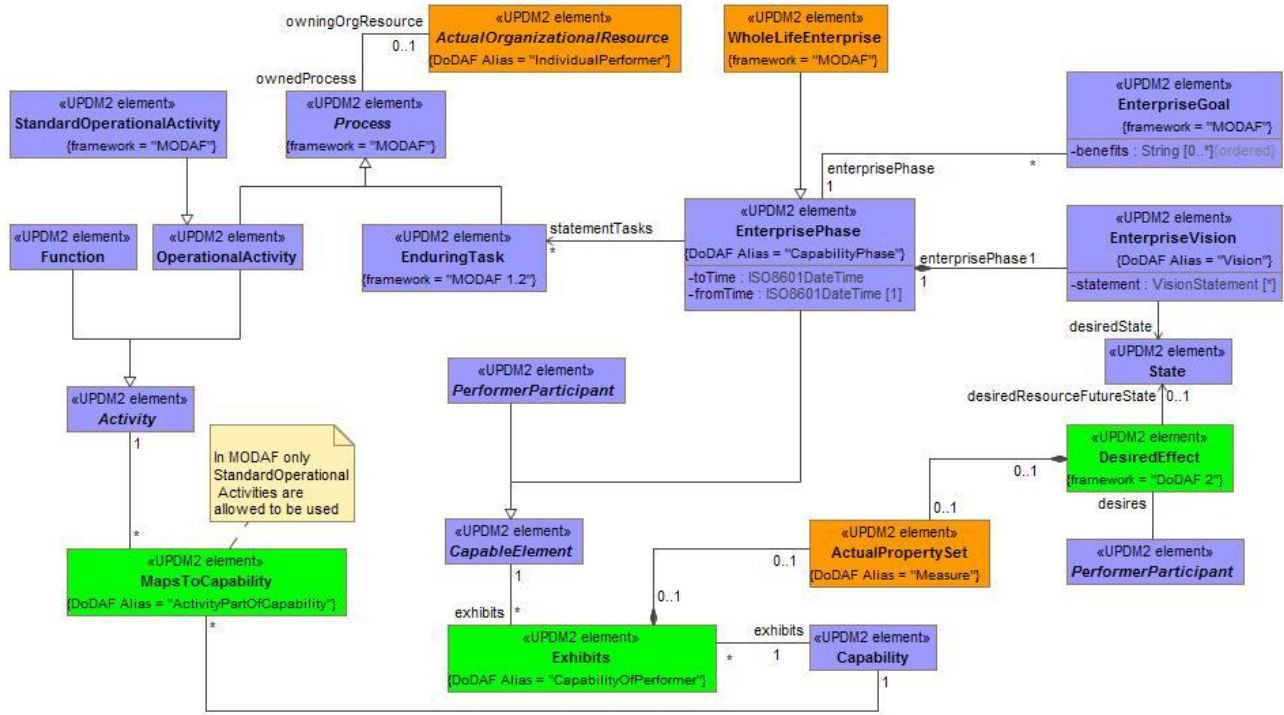 owningOrgResource
0..1
ownedProcess
«UPDM2 element»
ActualOrganizationalResource
{DoDAF Alias = "IndividualPerformer"}
«UPDM2 element»
WholeLifeEnterprise
{framework = "MODAF"}
«UPDM2 element»
StandardOperationalActivity
{framework = "MODAF"}
«UPDM2 element»
Process
{framework = "MODAF"}
«UPDM2 element»
EnterpriseGoal
{framework = "MODAF"}
-benefits : String [0..*]{ordered}
enterprisePhase
1
*
«UPDM2 element»
Function
«UPDM2 element»
OperationalActivity
«UPDM2 element»
EnduringTask
{framework = "MODAF 1.2"}
statementTasks
*
«UPDM2 element»
EnterprisePhase
{DoDAF Alias = "CapabilityPhase"}
-toTime : ISO8601DateTime
-fromTime : ISO8601DateTime [1]
enterprisePhase 1
1
«UPDM2 element»
EnterpriseVision
{DoDAF Alias = "Vision"}
-statement : VisionStatement [*]
desiredState
«UPDM2 element»
State
desiredResourceFutureState
0..1
«UPDM2 element»
PerformerParticipant
«UPDM2 element»
Activity
1
*
In MODAF only
StandardOperational
Activities are
allowed to be used
«UPDM2 element»
DesiredEffect
{framework = "DoDAF 2"}
0..1
0..1
desires
«UPDM2 element»
PerformerParticipant
«UPDM2 element»
CapableElement
1
exhibits
*
«UPDM2 element»
ActualPropertySet
{DoDAF Alias = "Measure"}
0..1
0..1
«UPDM2 element»
MapsToCapability
{DoDAF Alias = "ActivityPartOfCapability"}
*
«UPDM2 element»
Exhibits
{DoDAF Alias = "CapabilityOfPerformer"}
exhibits
*
1
«UPDM2 element»
Capability
1